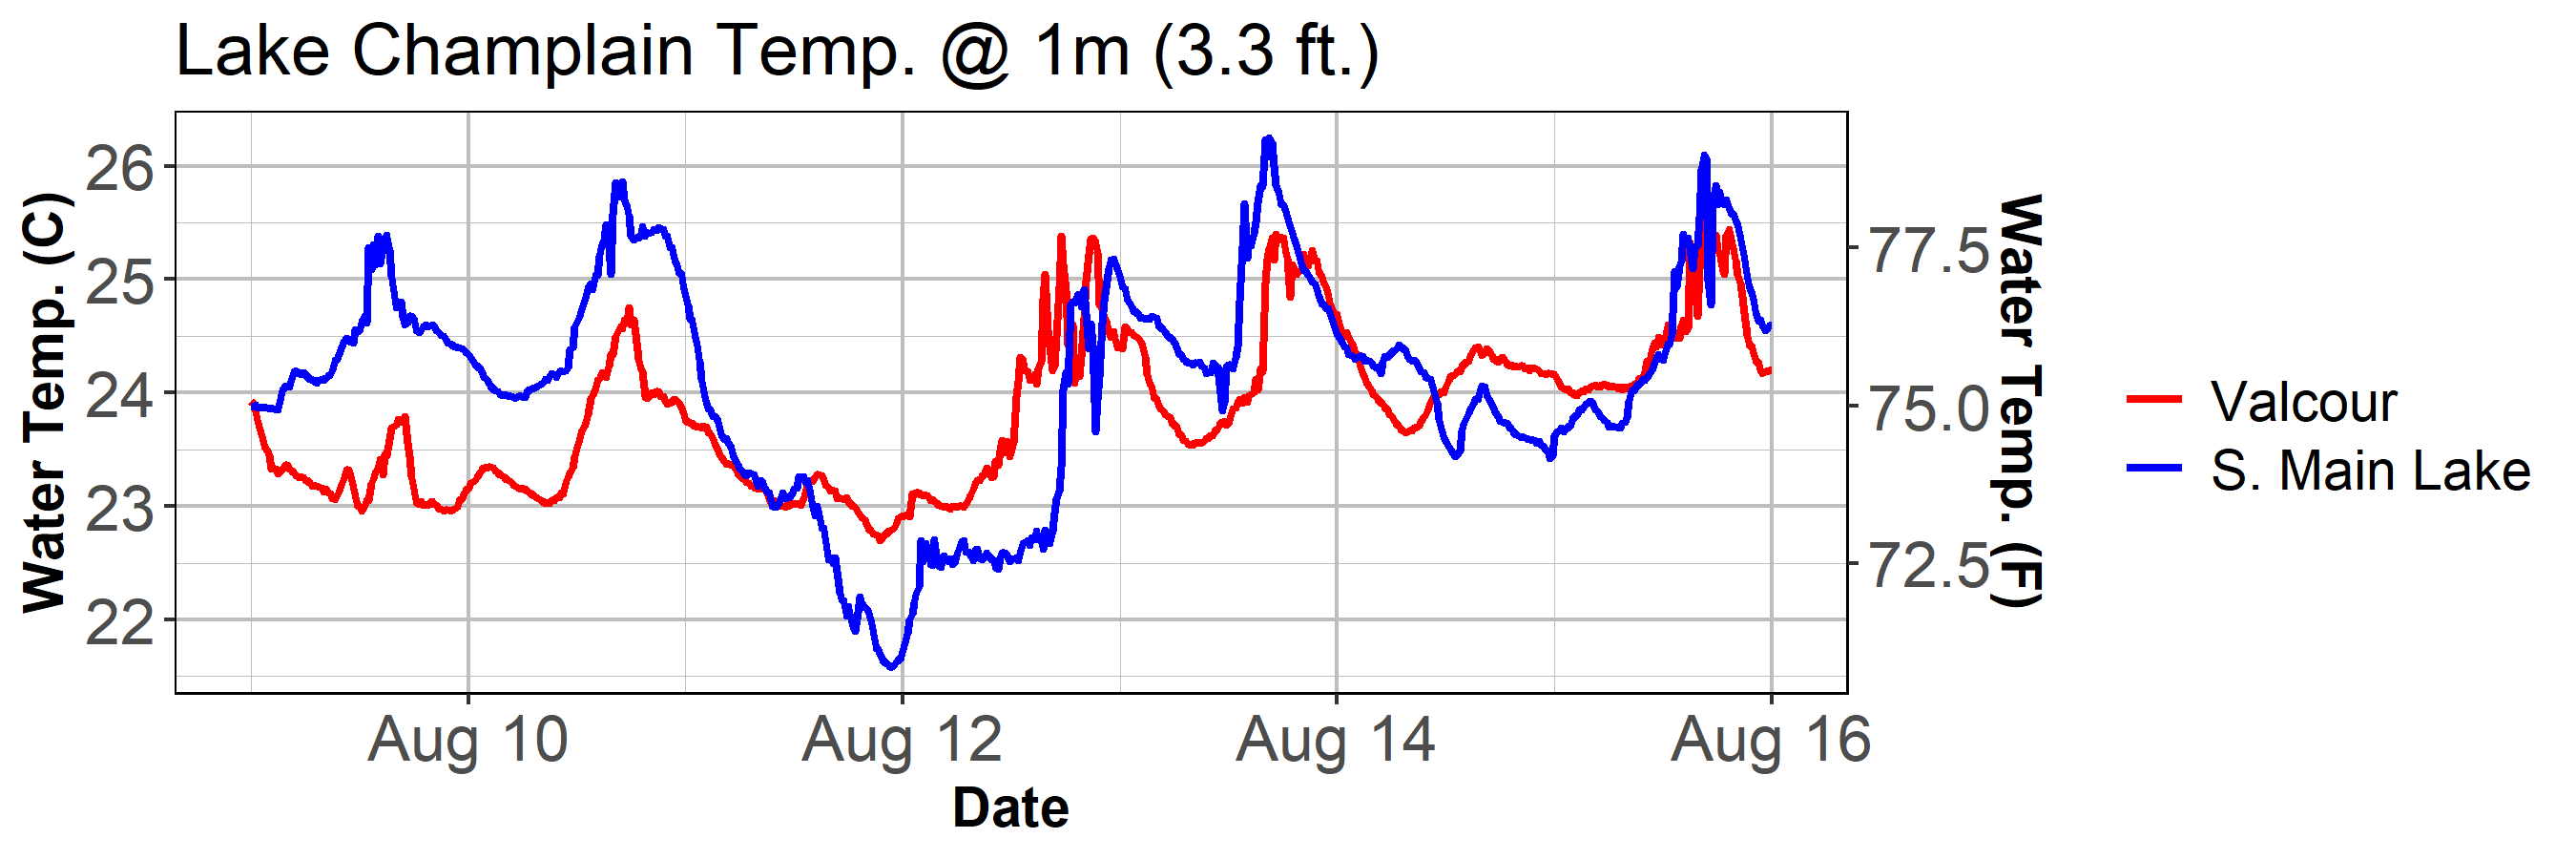 Lake Champlain Temp. @ 1m (3.3 ft.)
Water Temp. (C)
26
25
24
23
22
77.5
75.0
72.5
Water Temp. (F)
Aug 10
Aug 12
Aug 14
Aug 16
Date
Valcour
S. Main Lake